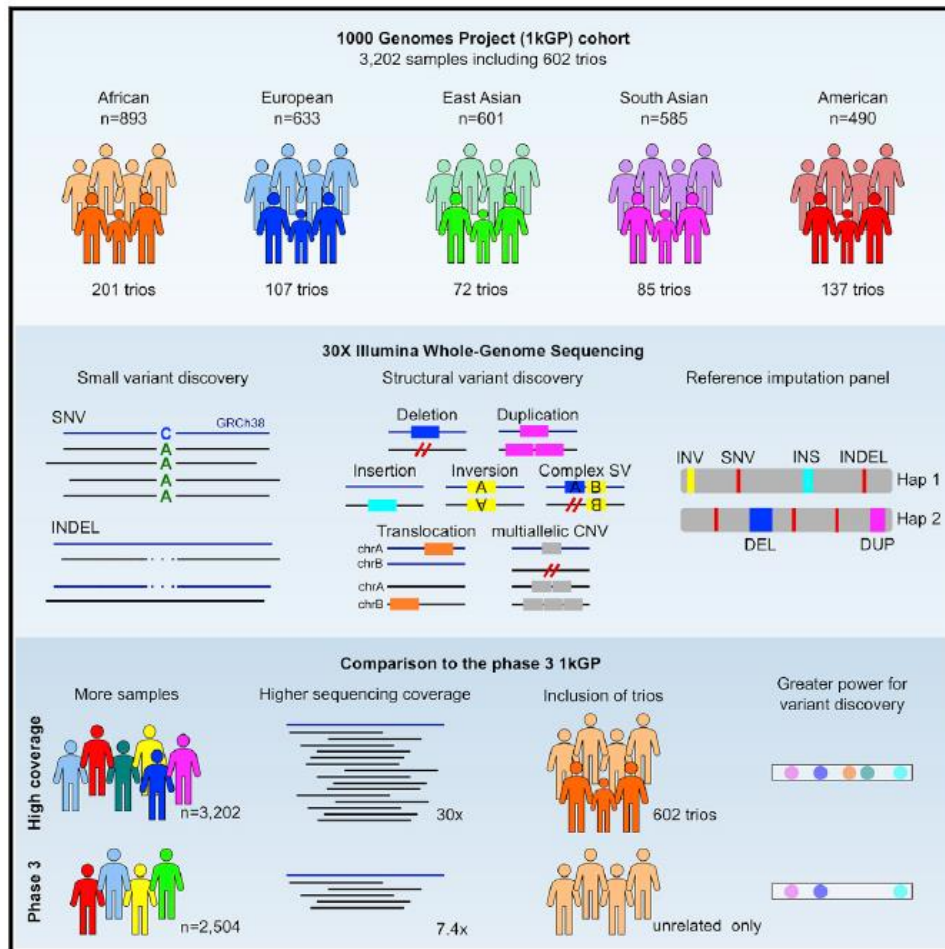 1000 Genomes Project (1kGP) cohort
3,202 samples including 602 trios
African
n=893
European
n=633
East Asian
n=601
South Asian
n=585
American
n=490
201 trios
107 trios
72 trios
85 trios
137 trios
30X Illumina Whole-Genome Sequencing
Small variant discovery
SNV
GRCh38
C
A
A
A
A
INDEL
Structural variant discovery
Deletion
Duplication
Insertion
Inversion
A
A
Complex SV
A B
B
Translocation
chrA
chrB
chrA
chrB
multiallelic CNV
Reference imputation panel
INV
SNV
INS
INDEL
Hap 1
Hap 2
DEL
DUP
Comparison to the phase 3 1kGP
More samples
Higher sequencing coverage
Inclusion of trios
Greater power for
variant discovery
High coverage
n=3,202
30x
602 trios
Phase 3
n=2,504
7.4x
unrelated only